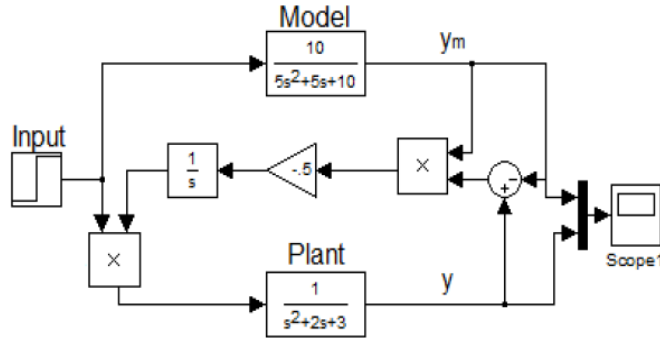 Model
10
5s²+5s+10
yₘ
Input
1
s
-.5
×
-
+
×
Plant
1
s²+2s+3
y
Scope1